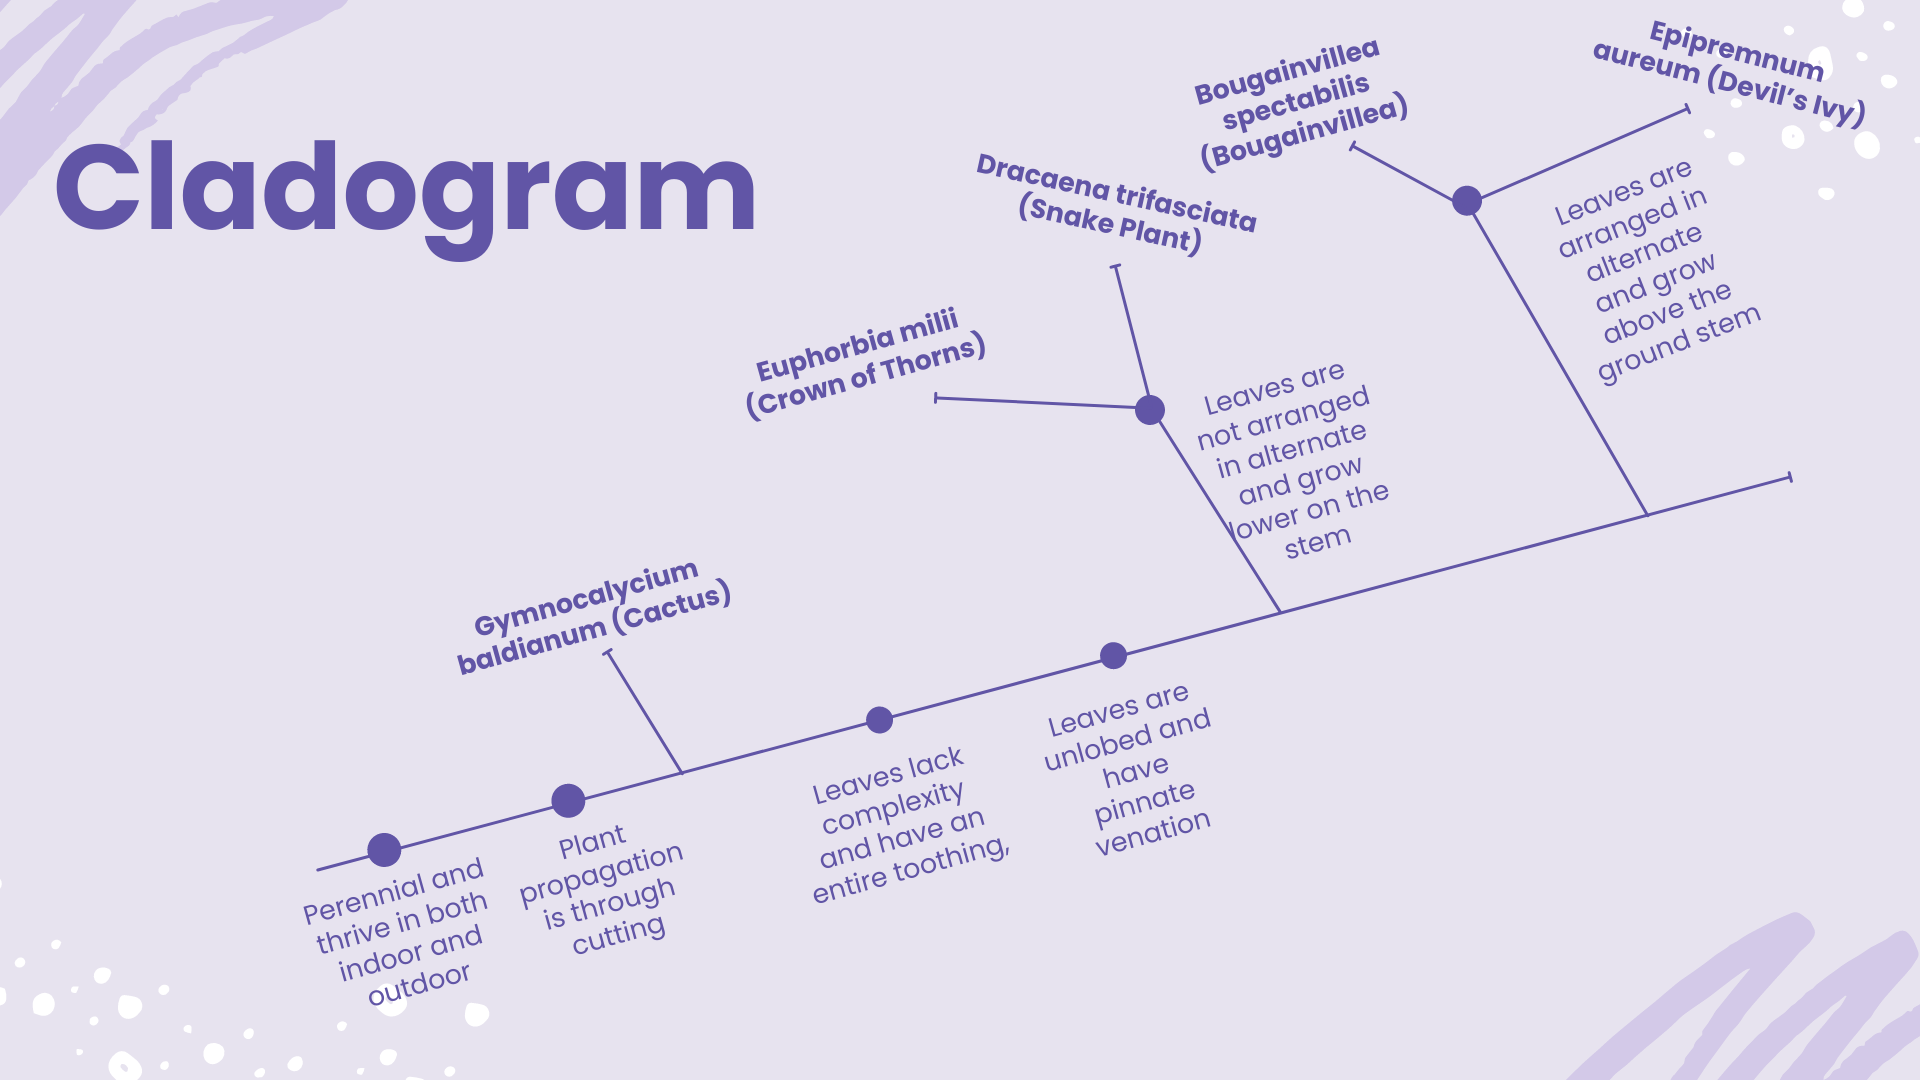 Cladogram
Epipremnum
aureum (Devil's Ivy)
Bougainvillea
spectabilis
(Bougainvillea)
Dracaena trifasciata
(Snake Plant)
Leaves are
arranged in
alternate
and grow
above the
ground stem
Euphorbia milii
(Crown of Thorns)
Leaves are
not arranged
in alternate
and grow
lower on the
stem
Gymnocalycium
baldianum (Cactus)
Perennial and
thrive in both
indoor and
outdoor
Plant
propagation
is through
cutting
Leaves lack
complexity
and have an
entire toothing,
Leaves are
unlobed and
have
pinnate
venation